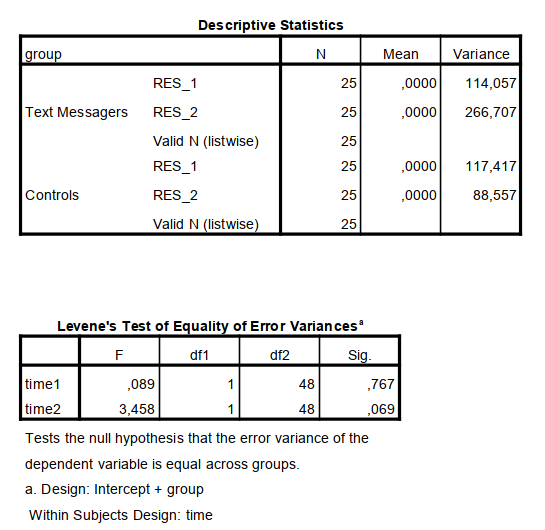 Descriptive Statistics
group N Mean Variance
RES_1 25 ,0000 114,057
Text Messagers RES_2 25 ,0000 266,707
Valid N (listwise) 25
RES_1 25 ,0000 117,417
Controls RES_2 25 ,0000 88,557
Valid N (listwise) 25
Levene's Test of Equality of Error Variancesª
F df1 df2 Sig.
time1 ,089 1 48 ,767
time2 3,458 1 48 ,069
Tests the null hypothesis that the error variance of the
dependent variable is equal across groups.
a. Design: Intercept + group
Within Subjects Design: time